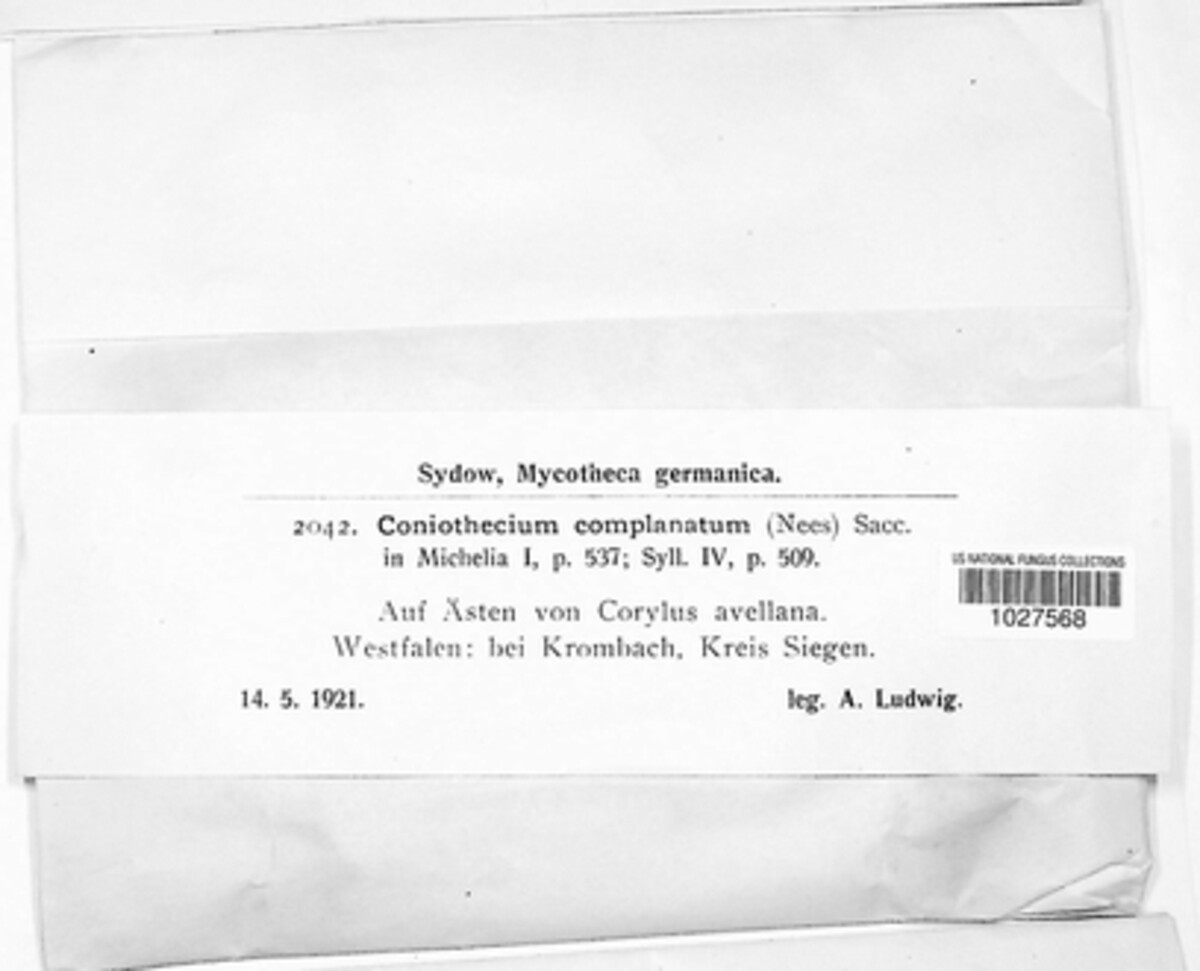 Sydow, Mycotheca germanica.
2042. Coniothecium complanatum (Nees) Sacc.
in Michelia I, p. 537; Syll. IV, p. 509.
US NATIONAL FUNGUS COLLECTIONS
1027568
Auf Ästen von Corylus avellana.
Westfalen: bei Krombach, Kreis Siegen.
14. 5. 1921. leg. A. Ludwig.